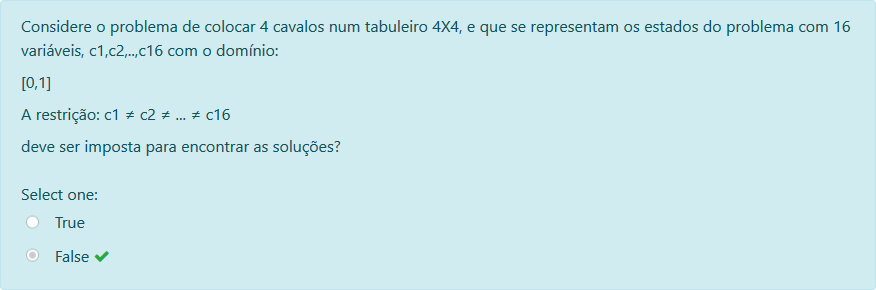 Considere o problema de colocar 4 cavalos num tabuleiro 4X4, e que se representam os estados do problema com 16
variáveis, c1,c2,..,c16 com o domínio:
[0,1]
A restrição: c1 ≠ c2 ≠ ... ≠ c16
deve ser imposta para encontrar as soluções?
Select one:
True
False